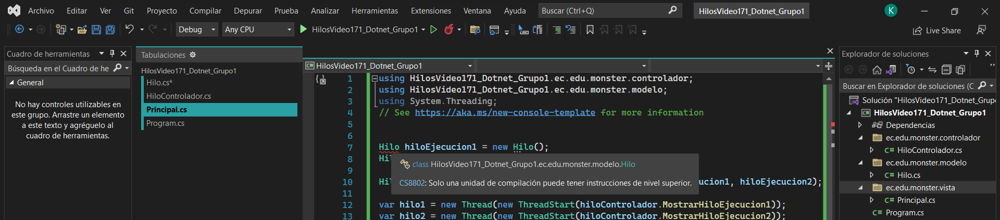 Archivo Editar Ver Git Proyecto Compilar Depurar Prueba Analizar Herramientas Extensiones Ventana Ayuda Buscar (Ctrl+Q) HilosVideo171_Dotnet_Grupo1 K
Debug Any CPU HilosVideo171_Dotnet_Grupo1 Live Share
Cuadro de herramientas
Búsqueda en el Cuadro de he
General
No hay controles utilizables en
este grupo. Arrastre un elemento
a este texto y agréguelo al
cuadro de herramientas.
Tabulaciones
HilosVideo171_Dotnet_Grupo1
Hilo.cs*
HiloControlador.cs
Principal.cs
Program.cs
C# HilosVideo171_Dotnet_Grupo1
1 using HilosVideo171_Dotnet_Grupo1.ec.edu.monster.controlador;
2 using HilosVideo171_Dotnet_Grupo1.ec.edu.monster.modelo;
3 using System.Threading;
4 // See https://aka.ms/new-console-template for more information
5
6
7 Hilo hiloEjecucion1 = new Hilo();
8 Hil
class HilosVideo171_Dotnet_Grupo1.ec.edu.monster.modelo.Hilo
9
CS8802: Solo una unidad de compilación puede tener instrucciones de nivel superior.
10 Hi ucion1, hiloEjecucion2);
11
12 var hilo1 = new Thread(new ThreadStart(hiloControlador.MostrarHiloEjecucion1));
13 var hilo2 = new Thread(new ThreadStart(hiloControlador.MostrarHiloEjecucion2));
Explorador de soluciones
Buscar en Explorador de soluciones (C
Solución "HilosVideo171_Dotnet_Grup
C# HilosVideo171_Dotnet_Grupo1
Dependencias
ec.edu.monster.controlador
C# HiloControlador.cs
ec.edu.monster.modelo
C# Hilo.cs
ec.edu.monster.vista
C# Principal.cs
C# Program.cs